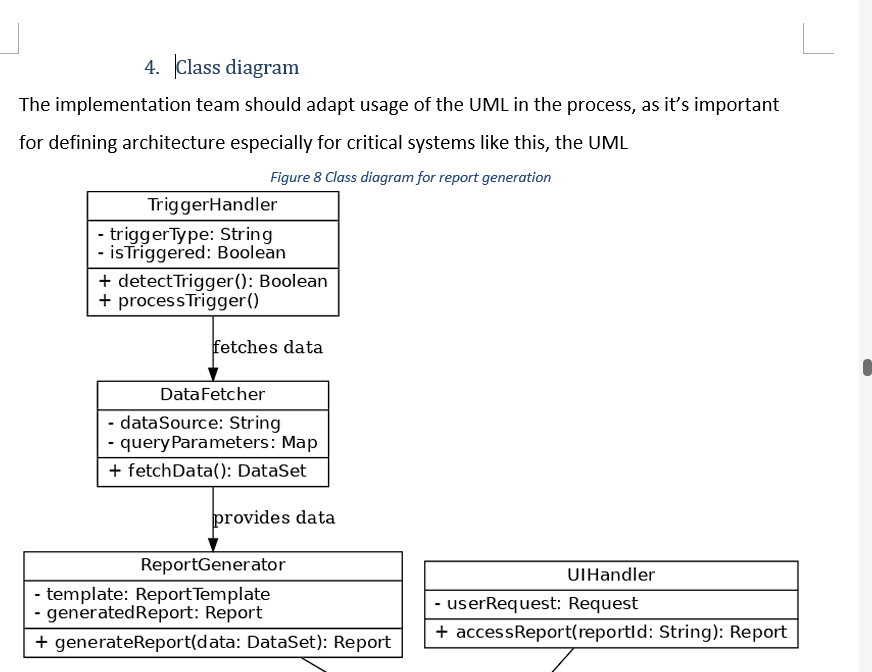 4. Class diagram
The implementation team should adapt usage of the UML in the process, as it's important
for defining architecture especially for critical systems like this, the UML
Figure 8 Class diagram for report generation
TriggerHandler
- triggerType: String
- isTriggered: Boolean
+ detectTrigger(): Boolean
+ processTrigger()
fetches data
DataFetcher
- dataSource: String
- queryParameters: Map
+ fetchData(): DataSet
provides data
ReportGenerator
- template: ReportTemplate
- generatedReport: Report
+ generateReport(data: DataSet): Report
UIHandler
- userRequest: Request
+ accessReport(reportId: String): Report